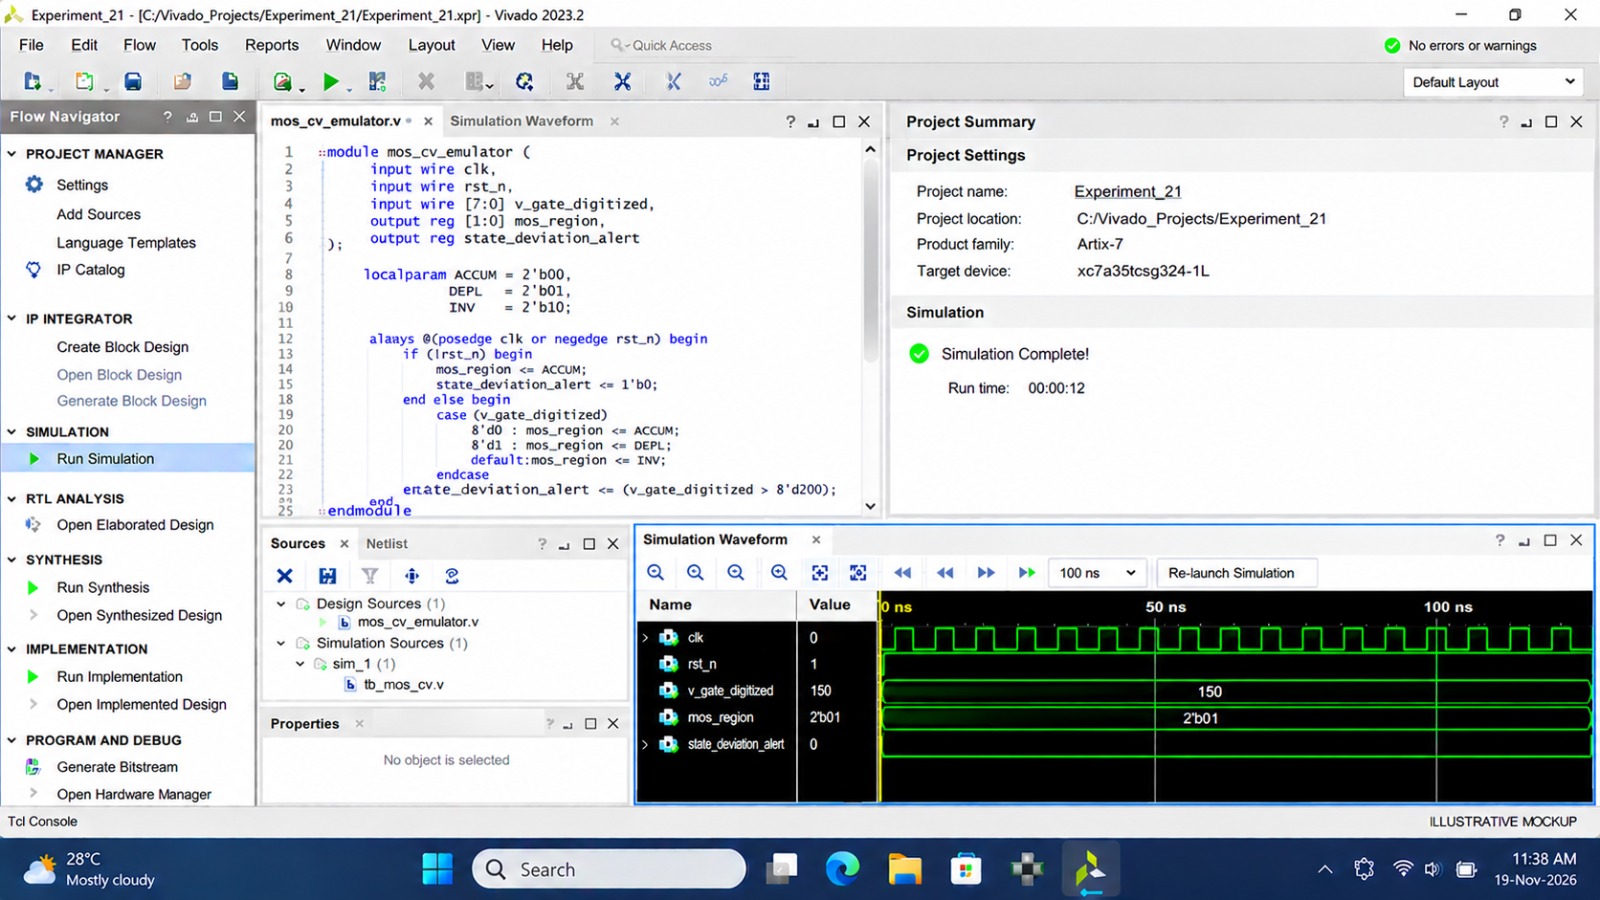 Experiment_21 - [C:/Vivado_Projects/Experiment_21/Experiment_21.xpr] - Vivado 2023.2
File Edit Flow Tools Reports Window Layout View Help Quick Access
No errors or warnings
Default Layout
Flow Navigator
PROJECT MANAGER
Settings
Add Sources
Language Templates
IP Catalog
IP INTEGRATOR
Create Block Design
Open Block Design
Generate Block Design
SIMULATION
Run Simulation
RTL ANALYSIS
Open Elaborated Design
SYNTHESIS
Run Synthesis
Open Synthesized Design
IMPLEMENTATION
Run Implementation
Open Implemented Design
PROGRAM AND DEBUG
Generate Bitstream
Open Hardware Manager
mos_cv_emulator.v Simulation Waveform
1 ::module mos_cv_emulator (
2 input wire clk,
3 input wire rst_n,
4 input wire [7:0] v_gate_digitized,
5 output reg [1:0] mos_region,
6 output reg state_deviation_alert
);
7
8 localparam ACCUM = 2'b00,
9 DEPL = 2'b01,
10 INV = 2'b10;
11
12 always @(posedge clk or negedge rst_n) begin
13 if (!rst_n) begin
14 mos_region <= ACCUM;
15 state_deviation_alert <= 1'b0;
18 end else begin
19 case (v_gate_digitized)
20 8'd0 : mos_region <= ACCUM;
20 8'd1 : mos_region <= DEPL;
21 default:mos_region <= INV;
22 endcase
23 _deviation_alert <= (v_gate_digitized > 8'd200);
end
25 ::endmodule
Project Summary
Project Settings
Project name: Experiment_21
Project location: C:/Vivado_Projects/Experiment_21
Product family: Artix-7
Target device: xc7a35tcsg324-1L
Simulation
Simulation Complete!
Run time: 00:00:12
Sources Netlist
Design Sources (1)
mos_cv_emulator.v
Simulation Sources (1)
sim_1 (1)
tb_mos_cv.v
Properties
No object is selected
Simulation Waveform
100 ns Re-launch Simulation
Name Value 0 ns 50 ns 100 ns
clk 0
rst_n 1
v_gate_digitized 150 150
mos_region 2'b01 2'b01
state_deviation_alert 0
Tcl Console
ILLUSTRATIVE MOCKUP
28°C
Mostly cloudy
Search
11:38 AM
19-Nov-2026